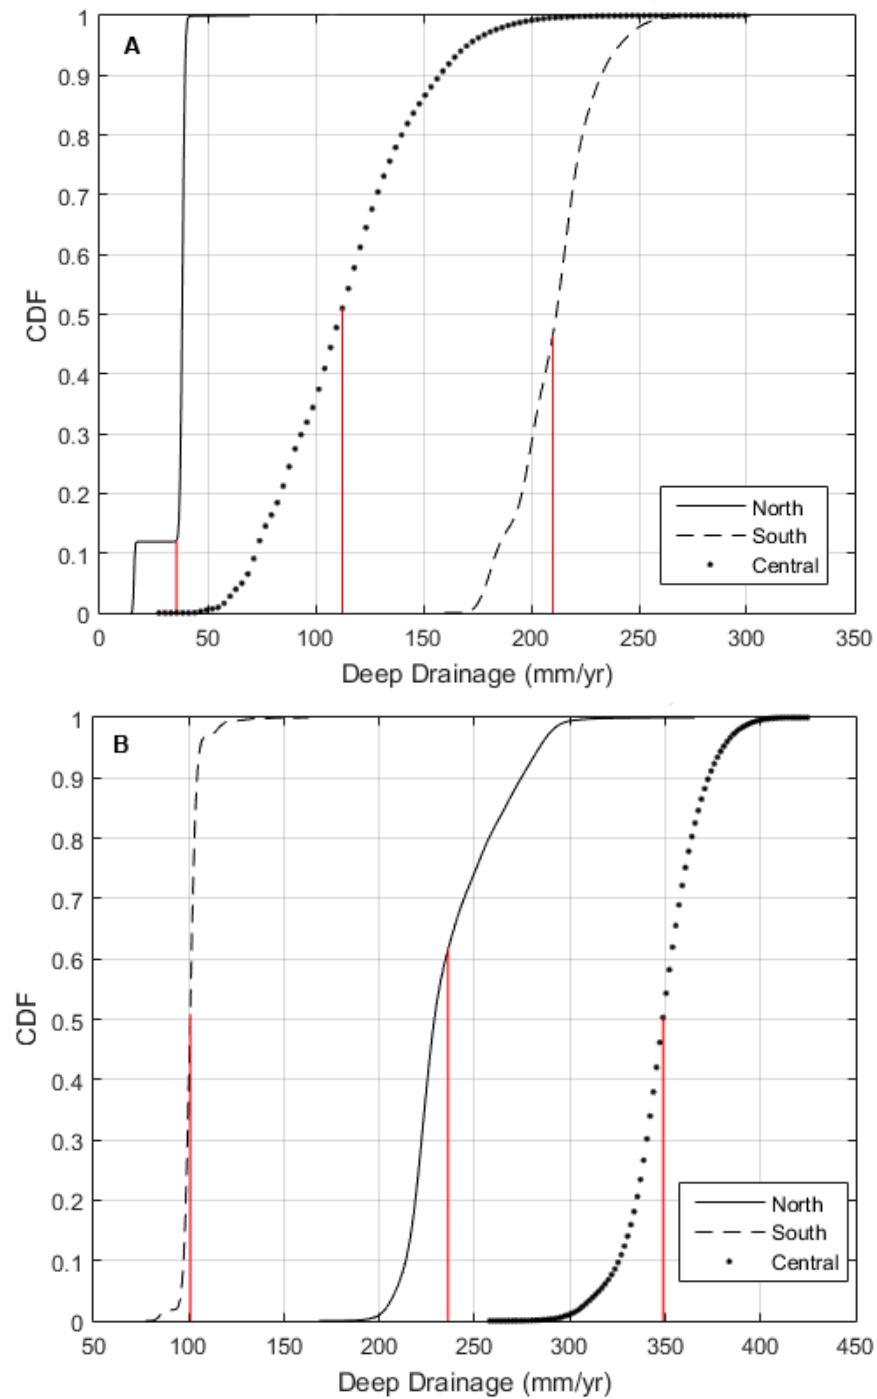 1
A
0.9
0.8
0.7
0.6
0.5
0.4
0.3
0.2
0.1
0
CDF
North
South
Central
0 50 100 150 200 250 300 350
Deep Drainage (mm/yr)
1
B
0.9
0.8
0.7
0.6
0.5
0.4
0.3
0.2
0.1
0
CDF
North
South
Central
50 100 150 200 250 300 350 400 450
Deep Drainage (mm/yr)